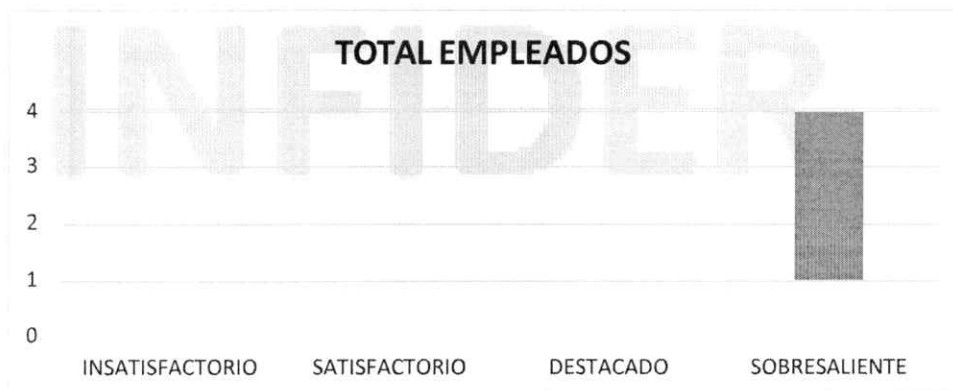 INFIDER
TOTAL EMPLEADOS
4
3
2
1
0
INSATISFACTORIO SATISFACTORIO DESTACADO SOBRESALIENTE